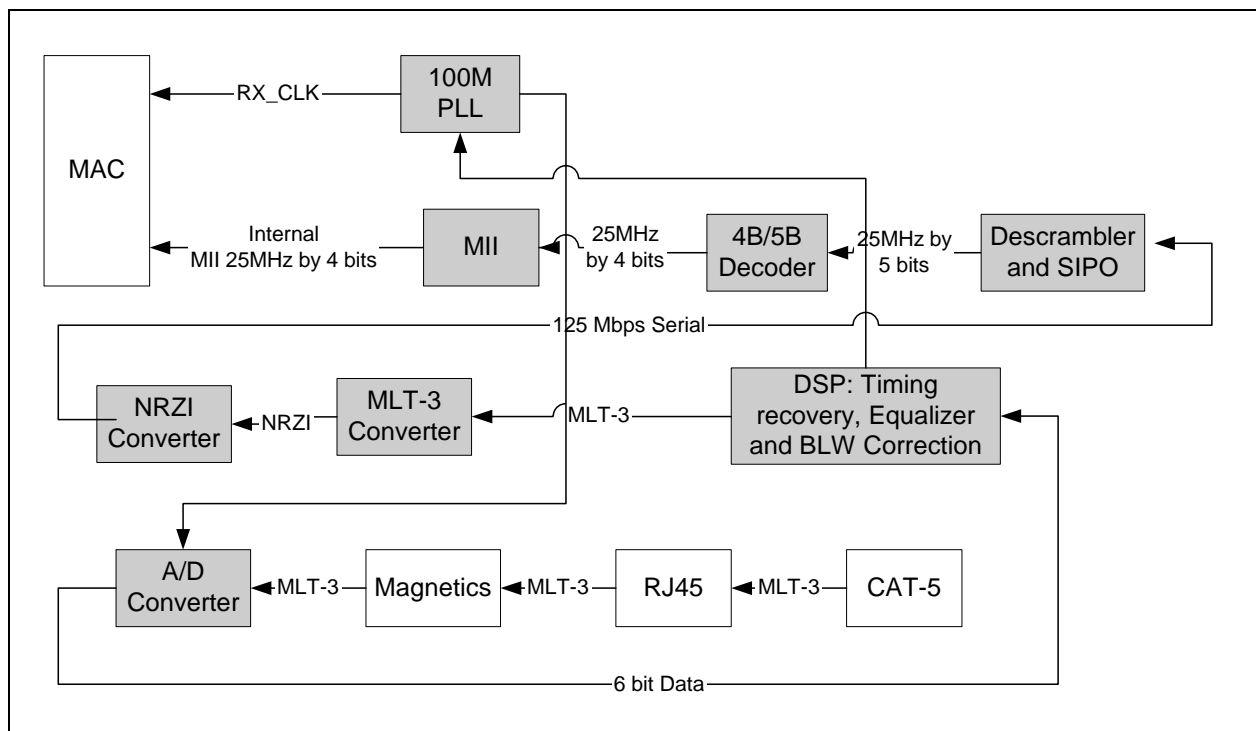 100M
PLL
RX_CLK
MAC
Internal
MII 25MHz by 4 bits
MII
25MHz
by 4 bits
4B/5B
Decoder
25MHz by
5 bits
Descrambler
and SIPO
125 Mbps Serial
NRZI
Converter
NRZI
MLT-3
Converter
MLT-3
DSP: Timing
recovery, Equalizer
and BLW Correction
A/D
Converter
MLT-3
Magnetics
MLT-3
RJ45
MLT-3
CAT-5
6 bit Data